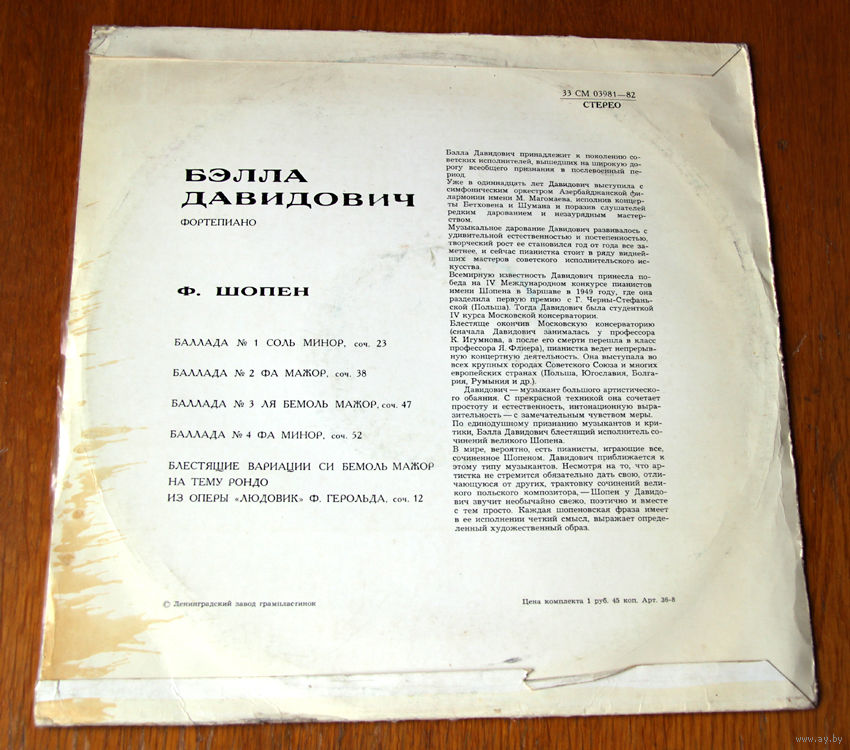 33 СМ 03981—82
СТЕРЕО
БЭЛЛА
ДАВИДОВИЧ
ФОРТЕПИАНО
Ф. ШОПЕН
БАЛЛАДА № 1 СОЛЬ МИНОР, соч. 23
БАЛЛАДА № 2 ФА МАЖОР, соч. 38
БАЛЛАДА № 3 ЛЯ БЕМОЛЬ МАЖОР, соч. 47
БАЛЛАДА № 4 ФА МИНОР, соч. 52
БЛЕСТЯЩИЕ ВАРИАЦИИ СИ БЕМОЛЬ МАЖОР
НА ТЕМУ РОНДО
ИЗ ОПЕРЫ «ЛЮДОВИК» Ф. ГЕРОЛЬДА, соч. 12
Бэлла Давидович принадлежит к поколению со-
ветских исполнителей, вышедших на широкую до-
рогу всеобщего признания в послевоенный пе-
риод.
Уже в одиннадцать лет Давидович выступила с
симфоническим оркестром Азербайджанской фи-
лармонии имени М. Магомаева, исполнив концер-
ты Бетховена и Шумана и поразив слушателей
редким дарованием и незаурядным мастер-
ством.
Музыкальное дарование Давидович развивалось с
удивительной естественностью и постепенностью,
творческий рост ее становился год от года все за-
метнее, и сейчас пианистка стоит в ряду видней-
ших мастеров советского исполнительского ис-
кусства.
Всемирную известность Давидович принесла по-
беда на IV Международном конкурсе пианистов
имени Шопена в Варшаве в 1949 году, где она
разделила первую премию с Г. Черны-Стефань-
ской (Польша). Тогда Давидович была студенткой
IV курса Московской консерватории.
Блестяще окончив Московскую консерваторию
(сначала Давидович занималась у профессора
К. Игумнова, а после его смерти перешла в класс
профессора Я. Флиера), пианистка ведет непрерыв-
ную концертную деятельность. Она выступала во
всех крупных городах Советского Союза и многих
европейских странах (Польша, Югославия, Болга-
рия, Румыния и др.).
Давидович — музыкант большого артистическо-
го обаяния. С прекрасной техникой она сочетает
простоту и естественность, интонационную выра-
зительность — с замечательным чувством меры.
По единодушному признанию музыкантов и кри-
тики, Бэлла Давидович блестящий исполнитель со-
чинений великого Шопена.
В мире, вероятно, есть пианисты, играющие все,
сочиненное Шопеном. Давидович приближается к
этому типу музыкантов. Несмотря на то, что ар-
тистка не стремится обязательно дать свою, отли-
чающуюся от других, трактовку сочинений вели-
кого польского композитора, — Шопен у Давидо-
вич звучит необычайно свежо, поэтично и вместе
с тем просто. Каждая шопеновская фраза имеет
в ее исполнении четкий смысл, выражает опреде-
ленный художественный образ.
© Ленинградский завод грампластинок
Цена комплекта 1 руб. 45 коп. Арт. 36-8
www.ay.by